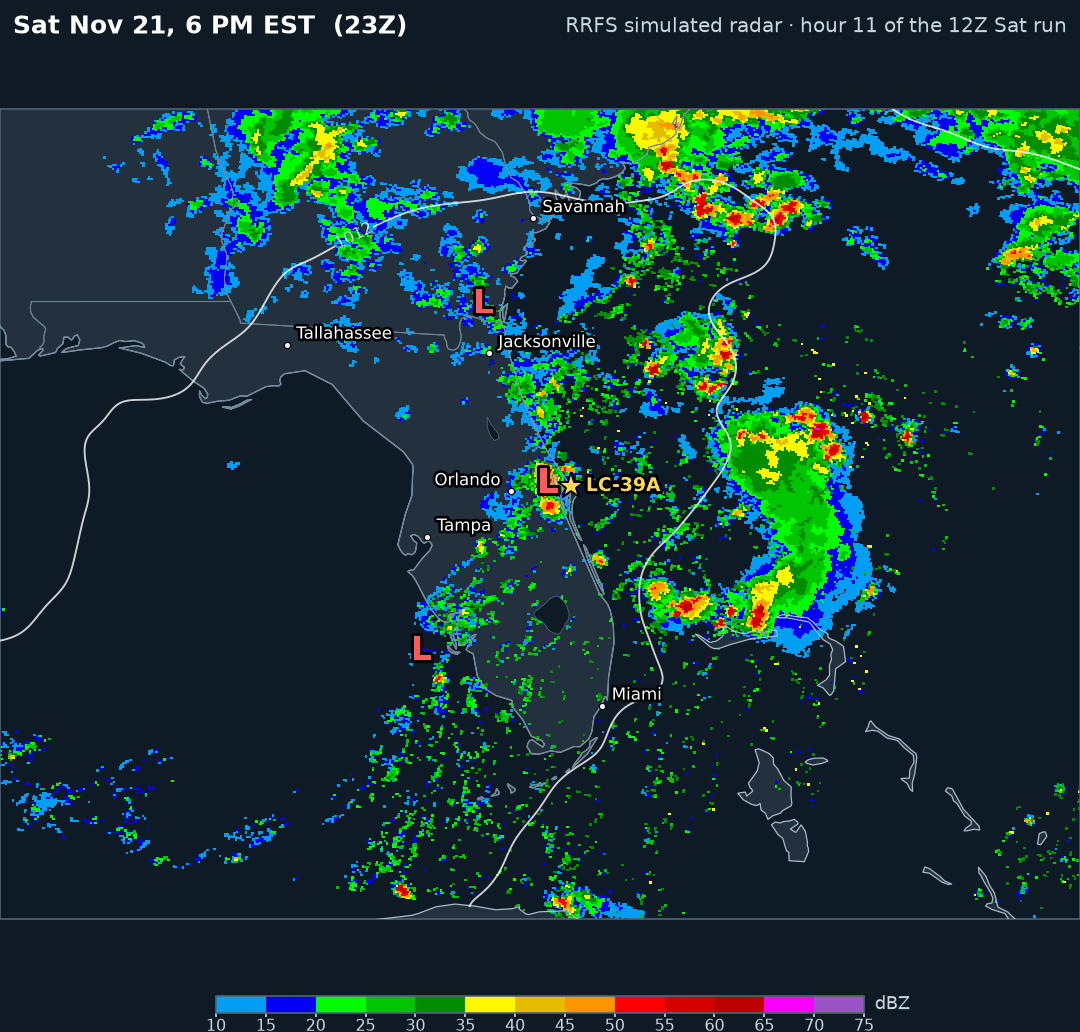 Sat Nov 21, 6 PM EST (23Z)
RRFS simulated radar · hour 11 of the 12Z Sat run
Savannah
1012
L
Tallahassee
Jacksonville
Orlando
L
LC-39A
Tampa
L
Miami
dBZ
10 15 20 25 30 35 40 45 50 55 60 65 70 75